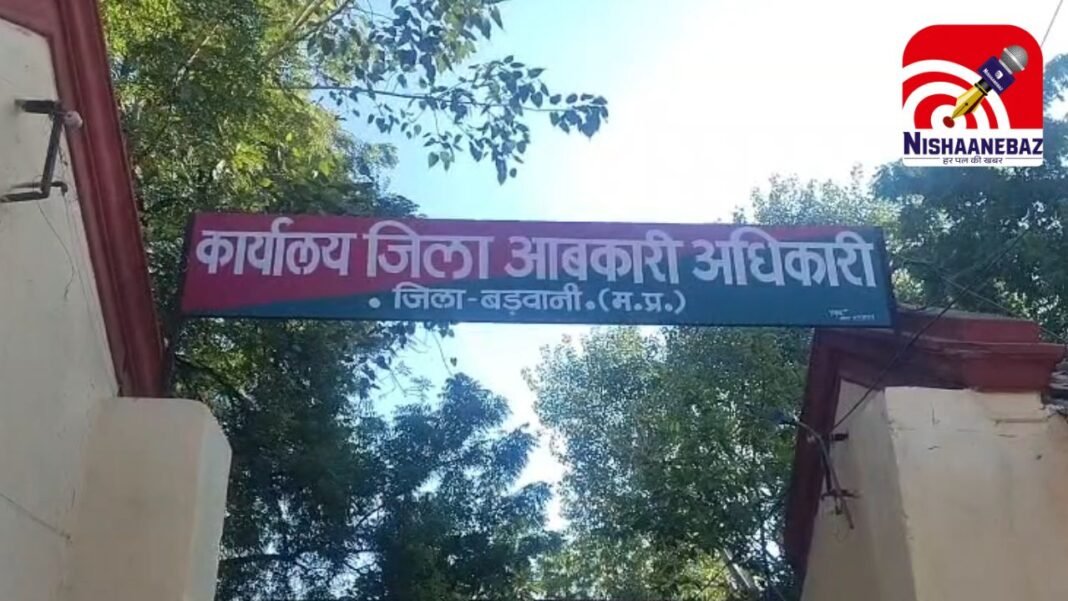 कार्यालय जिला आबकारी अधिकारी
• जिला-बड़वानी.(म.प्र.)
NISHAANEBAZ
हर पल की खबर